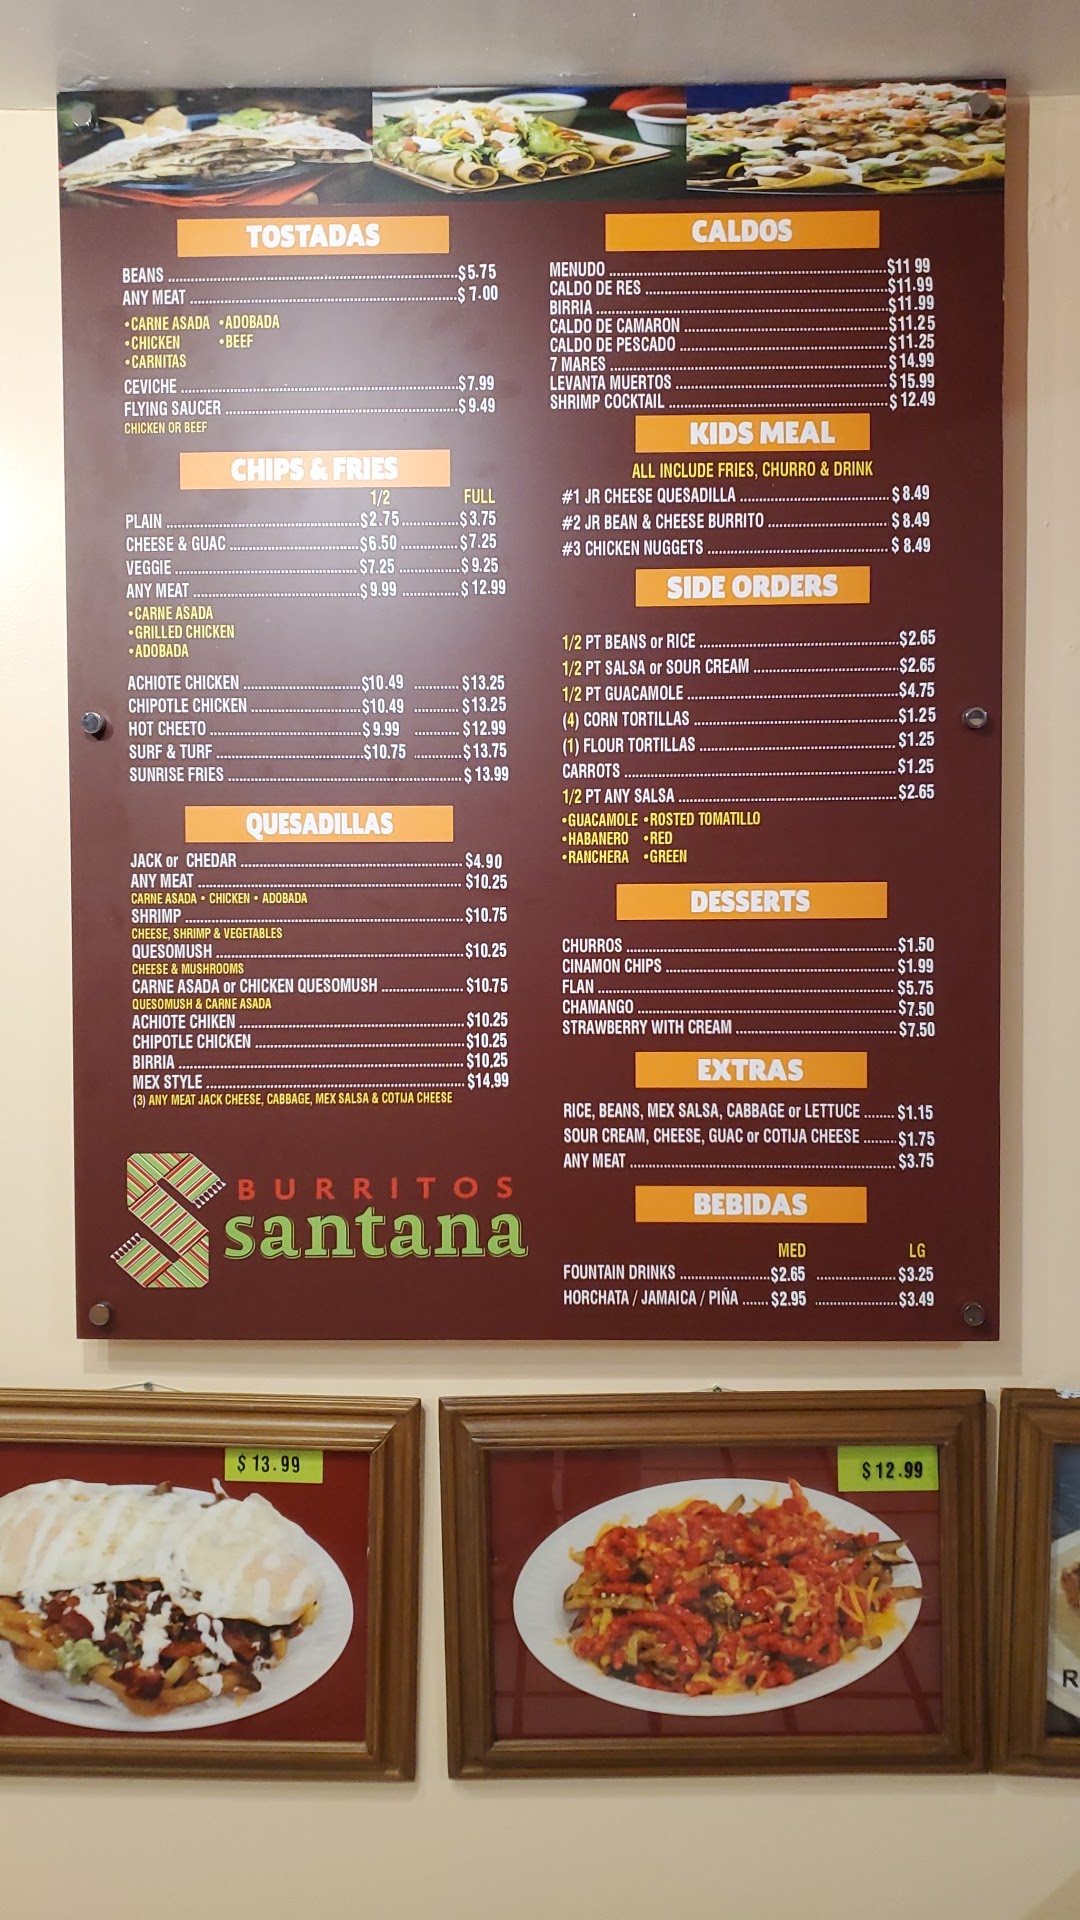 TOSTADAS
BEANS $5.75
ANY MEAT $7.00
•CARNE ASADA •ADOBADA
•CHICKEN •BEEF
•CARNITAS
CEVICHE $7.99
FLYING SAUCER $9.49
CHICKEN OR BEEF
CHIPS & FRIES
1/2 FULL
PLAIN $2.75 $3.75
CHEESE & GUAC $6.50 $7.25
VEGGIE $7.25 $9.25
ANY MEAT $9.99 $12.99
•CARNE ASADA
•GRILLED CHICKEN
•ADOBADA
ACHIOTE CHICKEN $10.49 $13.25
CHIPOTLE CHICKEN $10.49 $13.25
HOT CHEETO $9.99 $12.99
SURF & TURF $10.75 $13.75
SUNRISE FRIES $13.99
QUESADILLAS
JACK or CHEDAR $4.90
ANY MEAT $10.25
CARNE ASADA • CHICKEN • ADOBADA
SHRIMP $10.75
CHEESE, SHRIMP & VEGETABLES
QUESOMUSH $10.25
CHEESE & MUSHROOMS
CARNE ASADA or CHICKEN QUESOMUSH $10.75
QUESOMUSH & CARNE ASADA
ACHIOTE CHIKEN $10.25
CHIPOTLE CHICKEN $10.25
BIRRIA $10.25
MEX STYLE $14.99
(3) ANY MEAT JACK CHEESE, CABBAGE, MEX SALSA & COTIJA CHEESE
BURRITOS
santana
CALDOS
MENUDO $11 99
CALDO DE RES $11.99
BIRRIA $11.99
CALDO DE CAMARON $11.25
CALDO DE PESCADO $11.25
7 MARES $14.99
LEVANTA MUERTOS $15.99
SHRIMP COCKTAIL $12.49
KIDS MEAL
ALL INCLUDE FRIES, CHURRO & DRINK
#1 JR CHEESE QUESADILLA $8.49
#2 JR BEAN & CHEESE BURRITO $8.49
#3 CHICKEN NUGGETS $8.49
SIDE ORDERS
1/2 PT BEANS or RICE $2.65
1/2 PT SALSA or SOUR CREAM $2.65
1/2 PT GUACAMOLE $4.75
(4) CORN TORTILLAS $1.25
(1) FLOUR TORTILLAS $1.25
CARROTS $1.25
1/2 PT ANY SALSA $2.65
•GUACAMOLE •ROSTED TOMATILLO
•HABANERO •RED
•RANCHERA •GREEN
DESSERTS
CHURROS $1.50
CINAMON CHIPS $1.99
FLAN $5.75
CHAMANGO $7.50
STRAWBERRY WITH CREAM $7.50
EXTRAS
RICE, BEANS, MEX SALSA, CABBAGE or LETTUCE $1.15
SOUR CREAM, CHEESE, GUAC or COTIJA CHEESE $1.75
ANY MEAT $3.75
BEBIDAS
MED LG
FOUNTAIN DRINKS $2.65 $3.25
HORCHATA / JAMAICA / PIÑA $2.95 $3.49
$13.99
$12.99